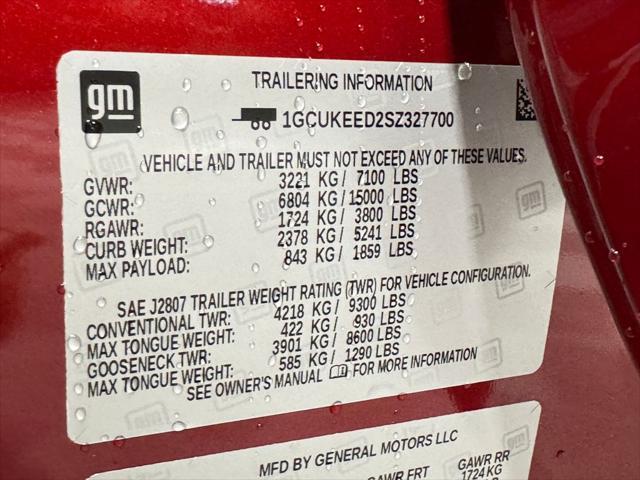 gm
TRAILERING INFORMATION
1GCUKEED2SZ327700
VEHICLE AND TRAILER MUST NOT EXCEED ANY OF THESE VALUES.
GVWR: 3221 KG/ 7100 LBS
GCWR: 6804 KG/15000 LBS
RGAWR: 1724 KG/ 3800 LBS
CURB WEIGHT: 2378 KG/ 5241 LBS
MAX PAYLOAD: 843 KG/ 1859 LBS
SAE J2807 TRAILER WEIGHT RATING (TWR) FOR VEHICLE CONFIGURATION.
CONVENTIONAL TWR: 4218 KG/ 9300 LBS
MAX TONGUE WEIGHT: 422 KG/ 930 LBS
GOOSENECK TWR: 3901 KG/ 8600 LBS
MAX TONGUE WEIGHT: 585 KG/ 1290 LBS
SEE OWNER'S MANUAL FOR MORE INFORMATION
MFD BY GENERAL MOTORS LLC
GAWR FRT GAWR RR
1724 KG